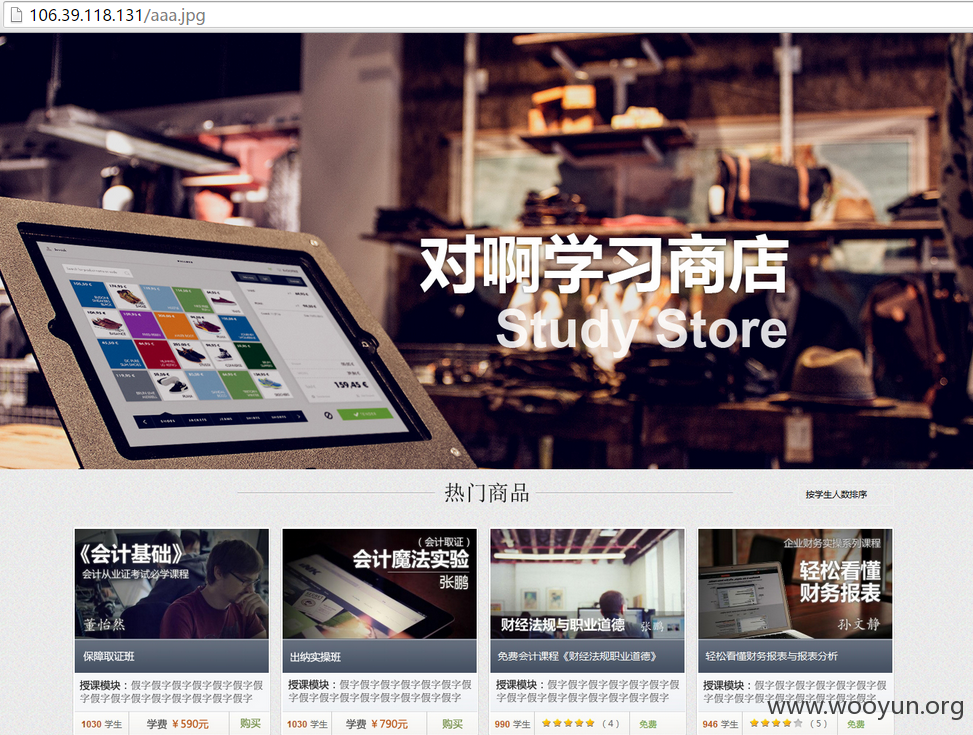 106.39.118.131/aaa.jpg
对啊学习商店
Study Store
159,45 €
热门商品
按学生人数排序
《会计基础》
会计从业证考试必学课程
董怡然
保障取证班
授课模块：假字假字假字假字假字假字假
字假字假字假字假字假字假字假字
1030 学生
学费 ¥ 590元
购买
（会计取证）
会计魔法实验
张鹏
出纳实操班
授课模块：假字假字假字假字假字假字假
字假字假字假字假字假字假字假字
1030 学生
学费 ¥ 790元
购买
财经法规与职业道德
张鹏
免费会计课程《财经法规职业道德》
授课模块：假字假字假字假字假字假字假
字假字假字假字假字假字假字假字
990 学生
( 4 )
免费
企业财务实操系列课程
轻松看懂
财务报表
孙文静
轻松看懂财务报表与报表分析
授课模块：假字假字假字假字假字假字假
字假字假字假字假字假字假字假字
946 学生
( 5 )
免费
www.wooyun.org